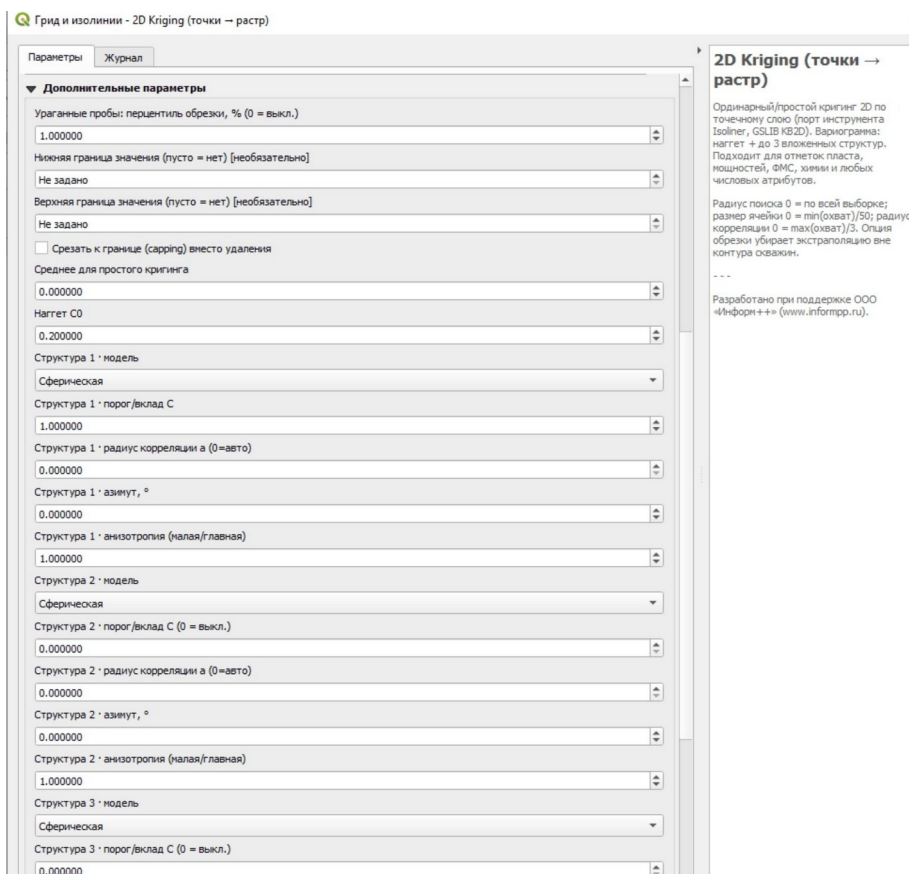 Грид и изолинии - 2D Kriging (точки → растр)
Параметры
Журнал
Дополнительные параметры
Ураганные пробы: перцентиль обрезки, % (0 = выкл.)
1.000000
Нижняя граница значения (пусто = нет) [необязательно]
Не задано
Верхняя граница значения (пусто = нет) [необязательно]
Не задано
Срезать к границе (capping) вместо удаления
Среднее для простого кригинга
0.000000
Наггет C0
0.200000
Структура 1 · модель
Сферическая
Структура 1 · порог/вклад C
1.000000
Структура 1 · радиус корреляции a (0=авто)
0.000000
Структура 1 · азимут, °
0.000000
Структура 1 · анизотропия (малая/главная)
1.000000
Структура 2 · модель
Сферическая
Структура 2 · порог/вклад C (0 = выкл.)
0.000000
Структура 2 · радиус корреляции a (0=авто)
0.000000
Структура 2 · азимут, °
0.000000
Структура 2 · анизотропия (малая/главная)
1.000000
Структура 3 · модель
Сферическая
Структура 3 · порог/вклад C (0 = выкл.)
0.000000
2D Kriging (точки →
растр)
Ординарный/простой кригинг 2D по
точечному слою (порт инструмента
Isoliner, GSLIB KB2D). Вариограмма:
наггет + до 3 вложенных структур.
Подходит для отметок пласта,
мощностей, ФМС, химии и любых
числовых атрибутов.
Радиус поиска 0 = по всей выборке;
размер ячейки 0 = min(охват)/50; радиус
корреляции 0 = max(охват)/3. Опция
обрезки убирает экстраполяцию вне
контура скважин.
---
Разработано при поддержке ООО
«Информ++» (www.informpp.ru).